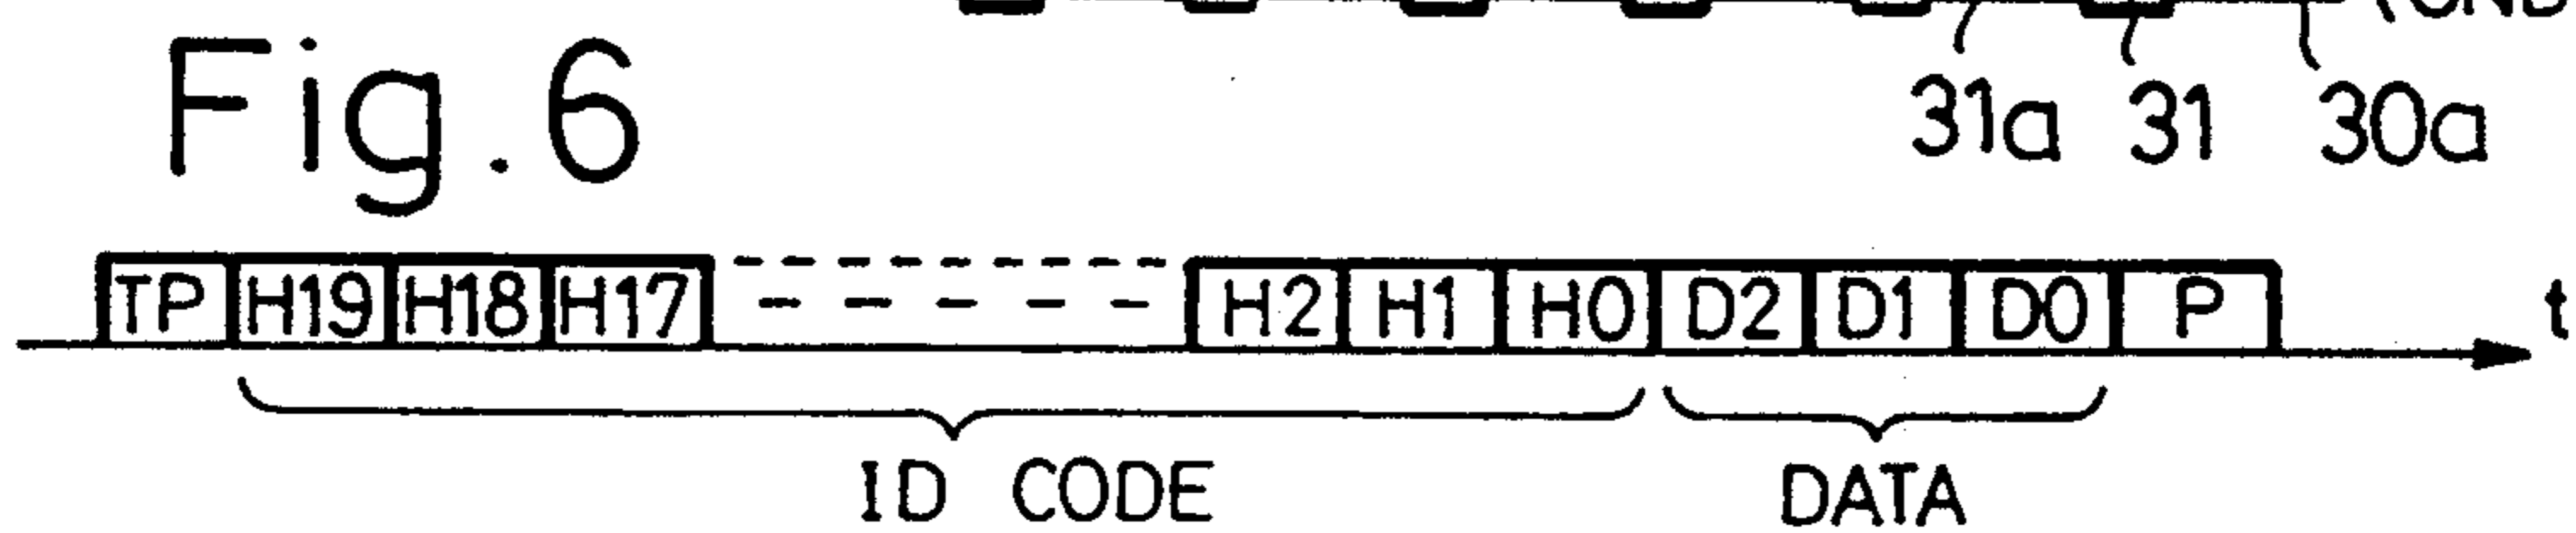 Fig.6
31a 31 30a
TP H19 H18 H17 H2 H1 H0 D2 D1 D0 P t
ID CODE DATA